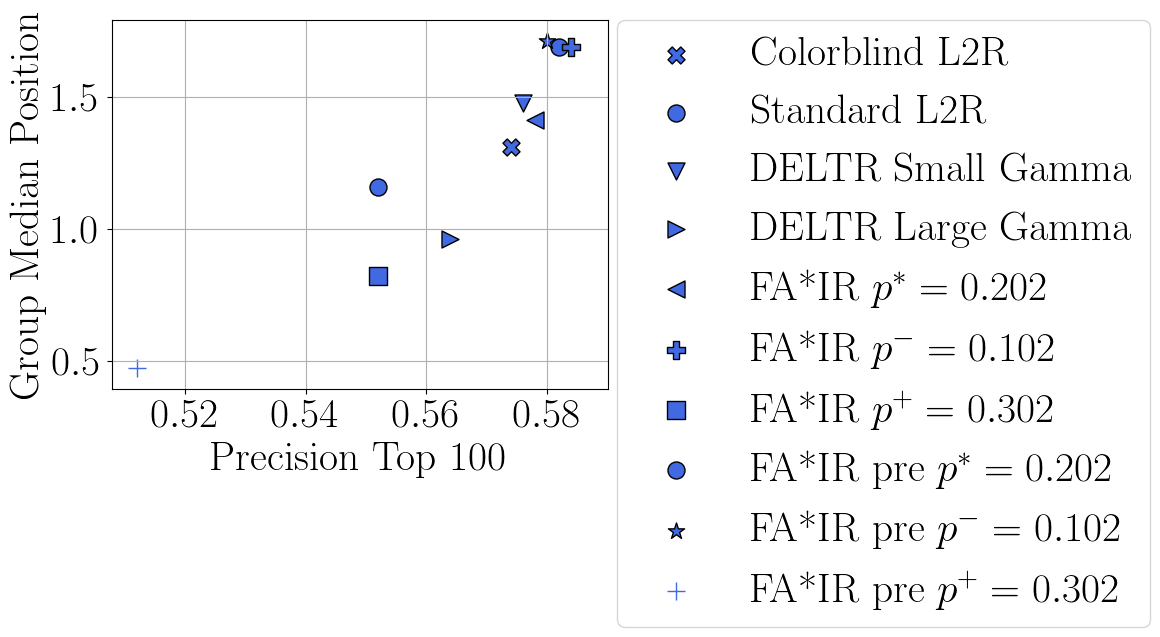 Group Median Position
1.5
1.0
0.5
0.52 0.54 0.56 0.58
Precision Top 100
Colorblind L2R
Standard L2R
DELTR Small Gamma
DELTR Large Gamma
FA*IR p* = 0.202
FA*IR p⁻ = 0.102
FA*IR p⁺ = 0.302
FA*IR pre p* = 0.202
FA*IR pre p⁻ = 0.102
FA*IR pre p⁺ = 0.302